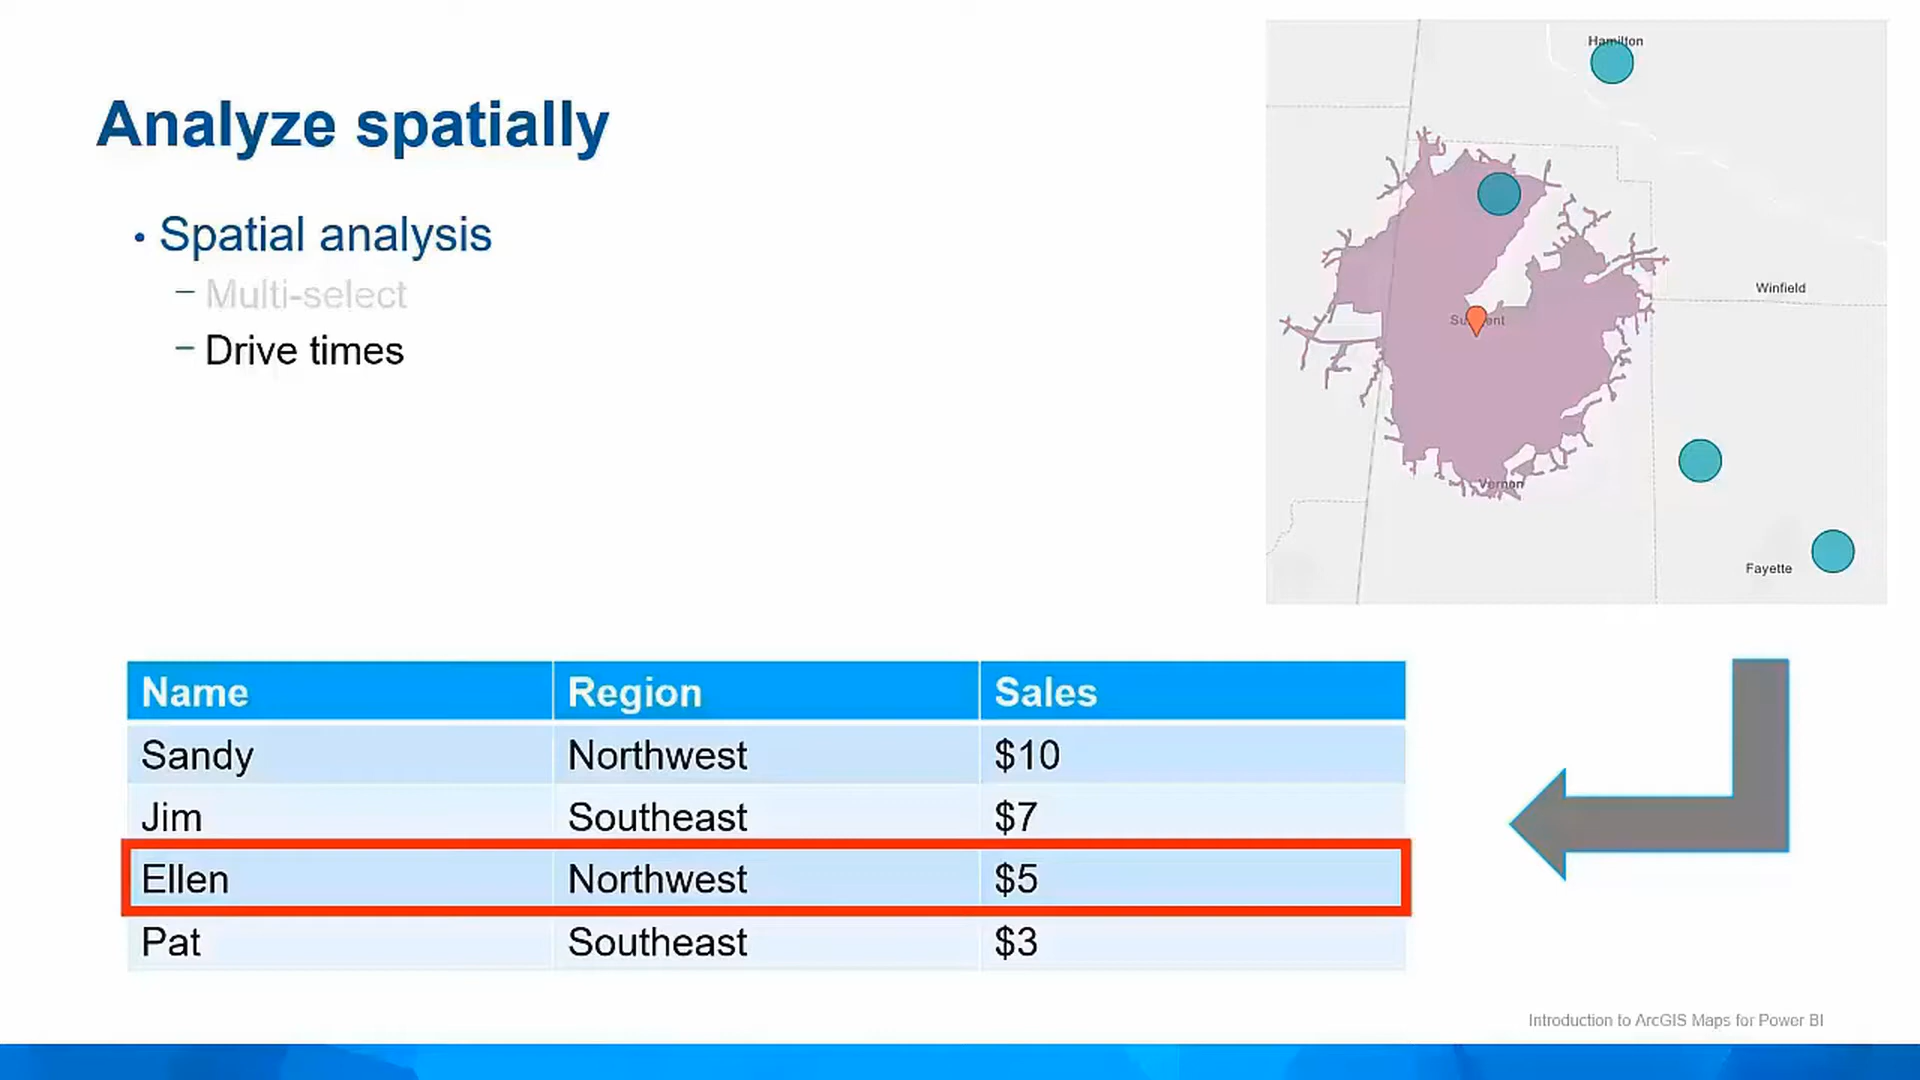 Analyze spatially
• Spatial analysis
– Multi-select
– Drive times
Hamilton
Winfield
Vernon
Fayette
Name Region Sales
Sandy Northwest $10
Jim Southeast $7
Ellen Northwest $5
Pat Southeast $3
Introduction to ArcGIS Maps for Power BI